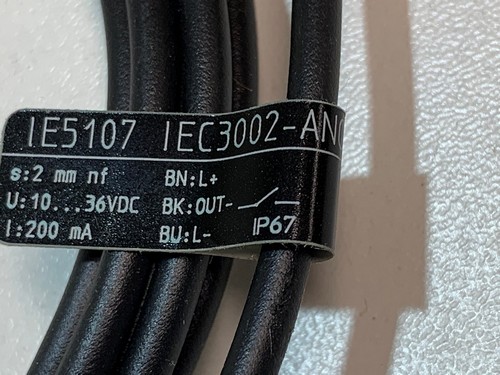 IE5107 IEC3002-AN
s:2 mm nf BN:L+
U:10...36VDC BK:OUT-
I:200 mA BU:L- IP67